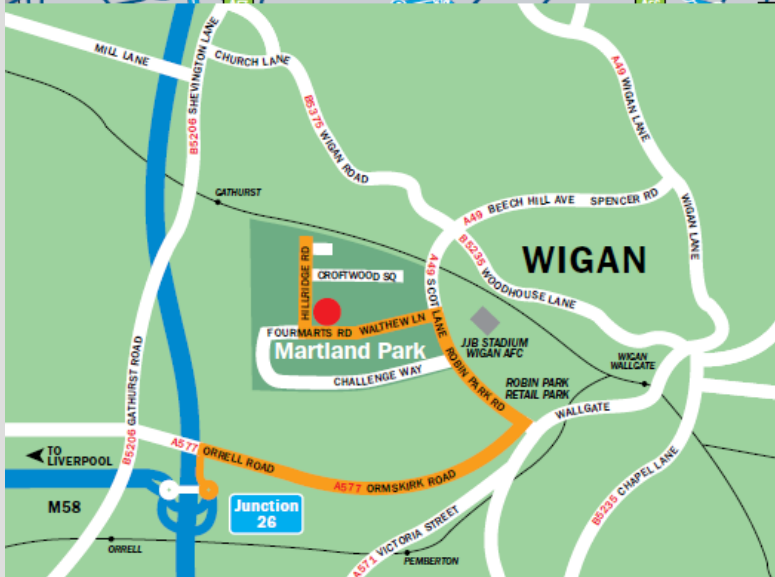 MILL LANE
B5206 SHEVINGTON LANE
CHURCH LANE
B5375 WIGAN ROAD
A49 WIGAN LANE
GATHURST
A49 BEECH HILL AVE
SPENCER RD
WIGAN LANE
B5235 WOODHOUSE LANE
WIGAN
HILLRIDGE RD
CROFTWOOD SQ
A49 SCOT LANE
FOURMARTS RD
WALTHEW LN
Martland Park
CHALLENGE WAY
JJB STADIUM
WIGAN AFC
ROBIN PARK RD
ROBIN PARK
RETAIL PARK
WIGAN
WALLGATE
WALLGATE
B5206 GATHURST ROAD
A577 ORRELL ROAD
A577 ORMSKIRK ROAD
TO
LIVERPOOL
M58
Junction
26
B5235 CHAPEL LANE
A571 VICTORIA STREET
ORRELL
PEMBERTON